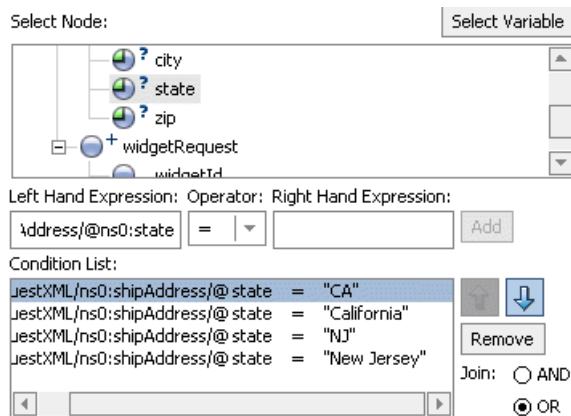 Select Node:
Select Variable
? city
? state
? zip
+ widgetRequest
widgetId
Left Hand Expression: Operator: Right Hand Expression:
Address/@ns0:state = Add
Condition List:
uestXML/ns0:shipAddress/@ state = "CA"
uestXML/ns0:shipAddress/@ state = "California"
uestXML/ns0:shipAddress/@ state = "NJ"
uestXML/ns0:shipAddress/@ state = "New Jersey"
Remove
Join: AND
OR